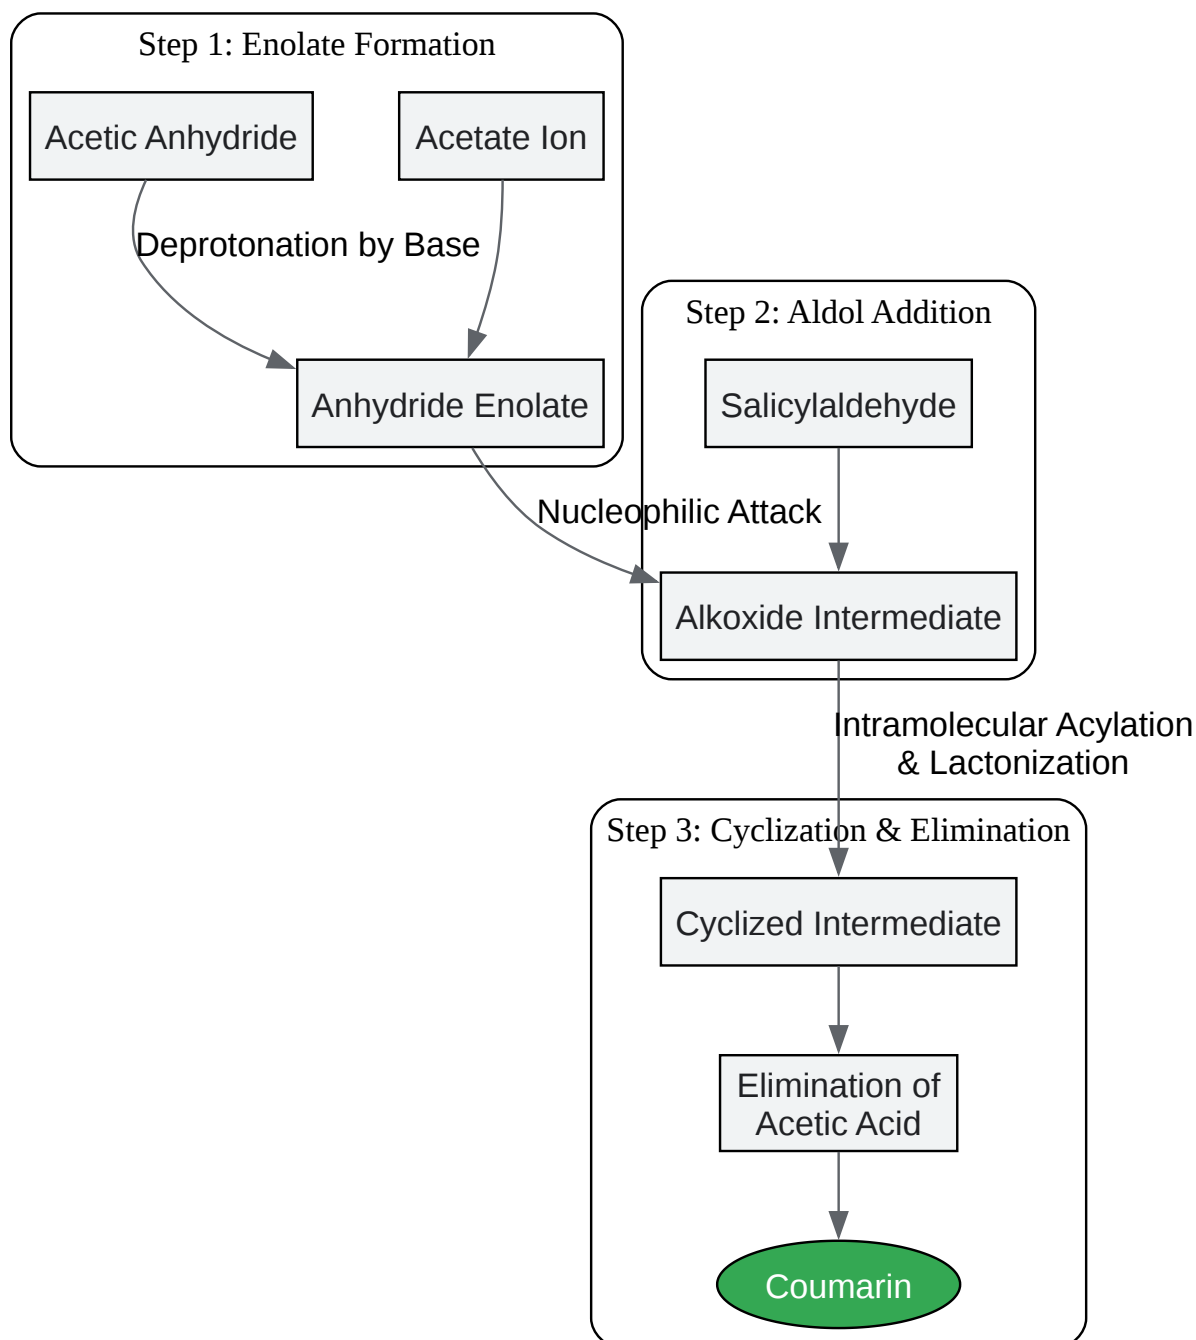 Step 1: Enolate Formation
Acetic Anhydride
Acetate Ion
Deprotonation by Base
Anhydride Enolate
Step 2: Aldol Addition
Salicylaldehyde
Nucleophilic Attack
Alkoxide Intermediate
Intramolecular Acylation
& Lactonization
Step 3: Cyclization & Elimination
Cyclized Intermediate
Elimination of
Acetic Acid
Coumarin